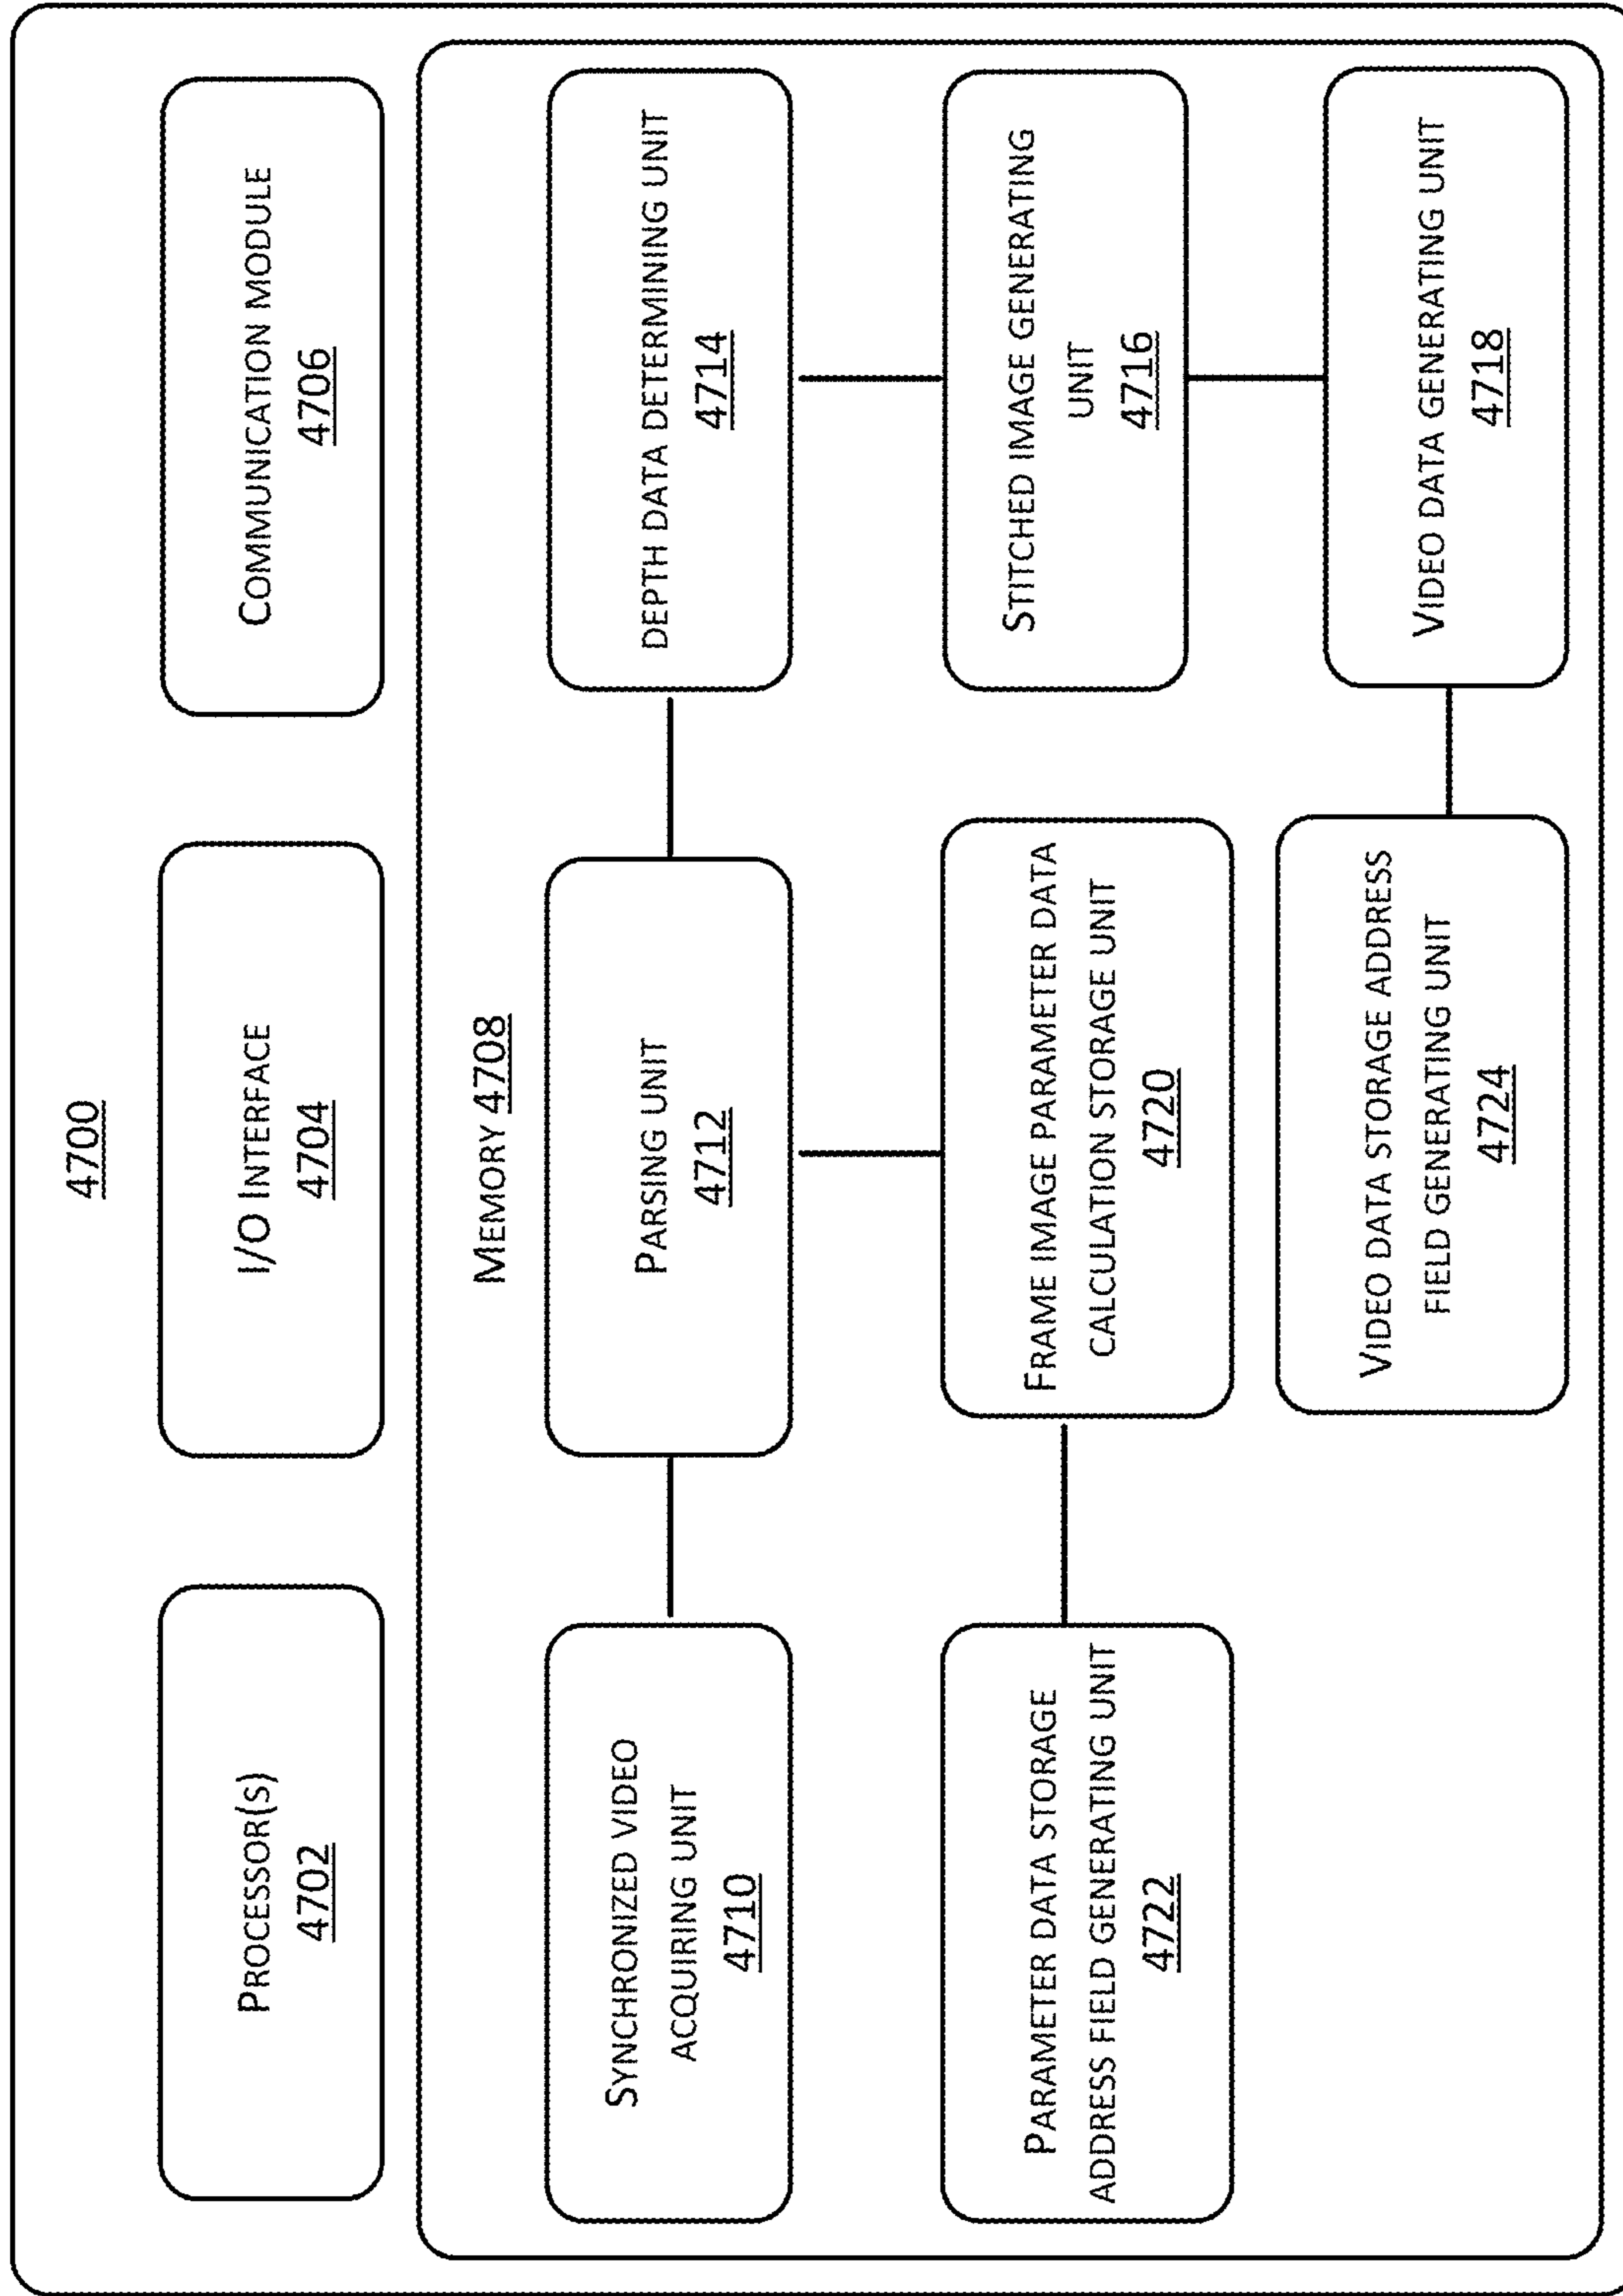 4700
PROCESSOR(S)
4702
I/O INTERFACE
4704
COMMUNICATION MODULE
4706
MEMORY 4708
SYNCHRONIZED VIDEO
ACQUIRING UNIT
4710
PARSING UNIT
4712
DEPTH DATA DETERMINING UNIT
4714
PARAMETER DATA STORAGE
ADDRESS FIELD GENERATING UNIT
4722
FRAME IMAGE PARAMETER DATA
CALCULATION STORAGE UNIT
4720
STITCHED IMAGE GENERATING
UNIT
4716
VIDEO DATA STORAGE ADDRESS
FIELD GENERATING UNIT
4724
VIDEO DATA GENERATING UNIT
4718